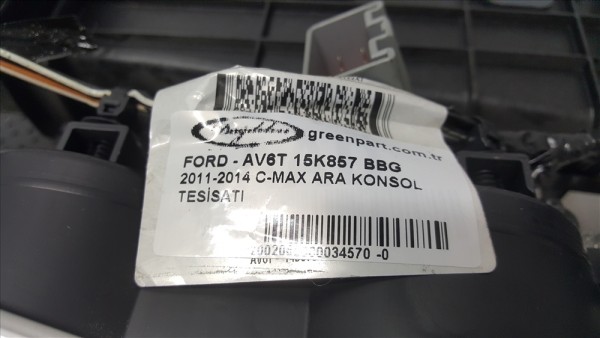 greenpart.com.tr
FORD - AV6T 15K857 BBG
2011-2014 C-MAX ARA KONSOL
TESİSATI